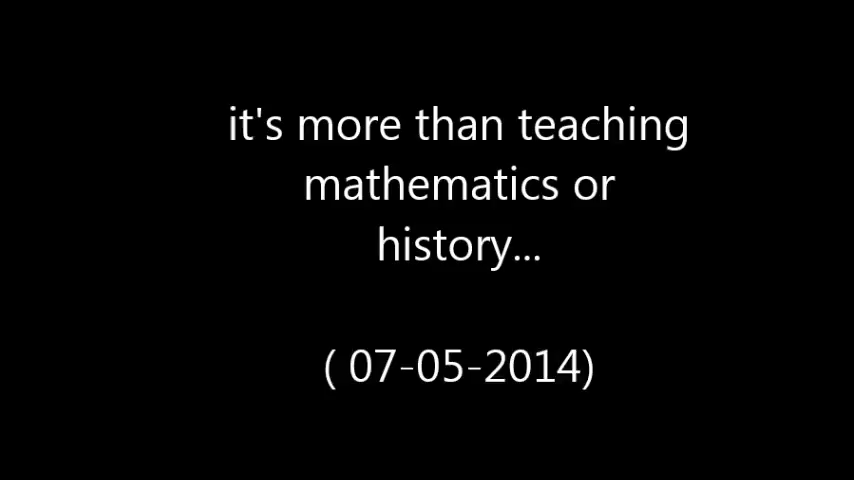 it's more than teaching
mathematics or
history...
( 07-05-2014)